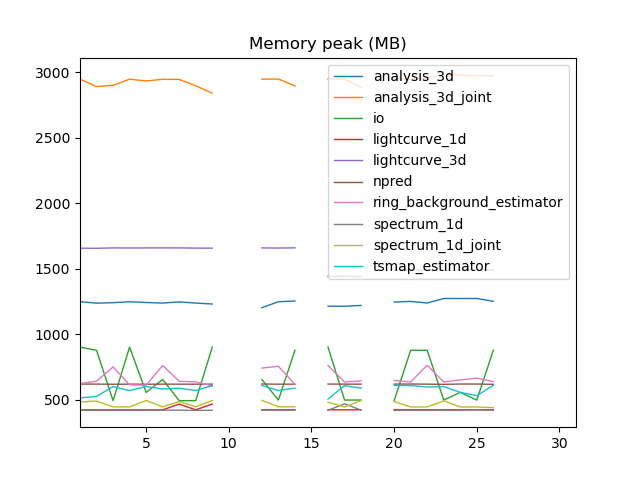 Memory peak (MB)
3000
2500
2000
1500
1000
500
analysis_3d
analysis_3d_joint
io
lightcurve_1d
lightcurve_3d
npred
ring_background_estimator
spectrum_1d
spectrum_1d_joint
tsmap_estimator
5 10 15 20 25 30